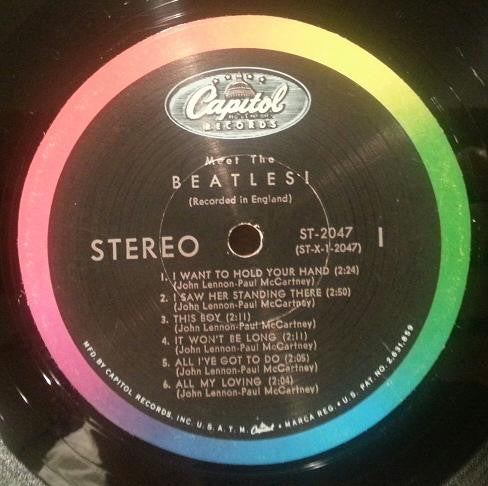 Capitol
RECORDS
Meet The
BEATLES!
(Recorded in England)
STEREO
ST-2047
(ST-X-1-2047)
1
1. I WANT TO HOLD YOUR HAND (2:24)
(John Lennon-Paul McCartney)
2. I SAW HER STANDING THERE (2:50)
(John Lennon-Paul McCartney)
3. THIS BOY (2:11)
(John Lennon-Paul McCartney)
4. IT WON'T BE LONG (2:11)
(John Lennon-Paul McCartney)
5. ALL I'VE GOT TO DO (2:05)
(John Lennon-Paul McCartney)
6. ALL MY LOVING (2:04)
(John Lennon-Paul McCartney)
MFD. BY CAPITOL RECORDS, INC. U.S.A. T.M. Capitol MARCA REG. • U.S. PAT. NO. 2,631,859